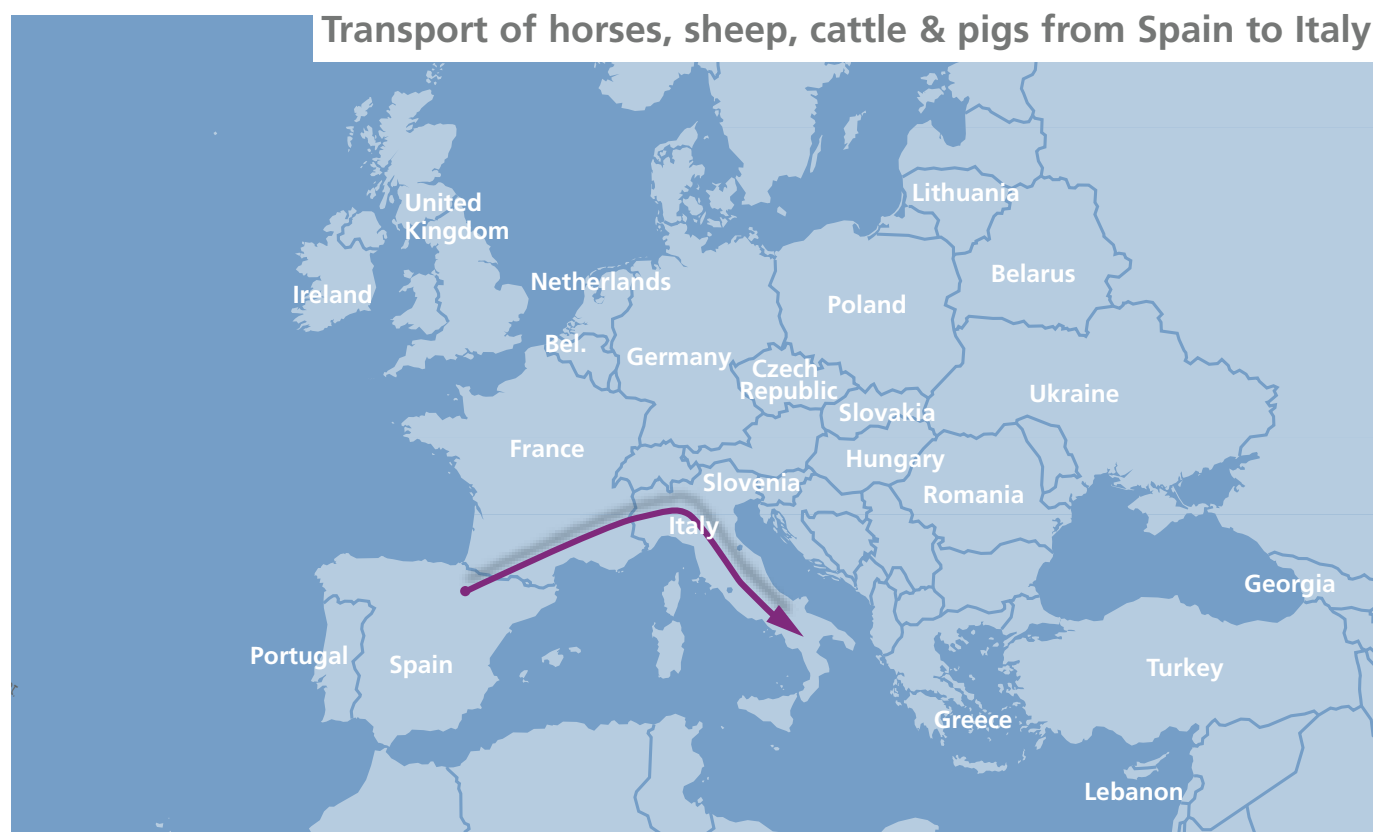 Transport of horses, sheep, cattle & pigs from Spain to Italy
United
Kingdom
Lithuania
Ireland
Netherlands
Belarus
Poland
Bel.
Germany
Czech
Republic
Ukraine
Slovakia
France
Hungary
Slovenia
Romania
Italy
Georgia
Portugal
Spain
Turkey
Greece
Lebanon